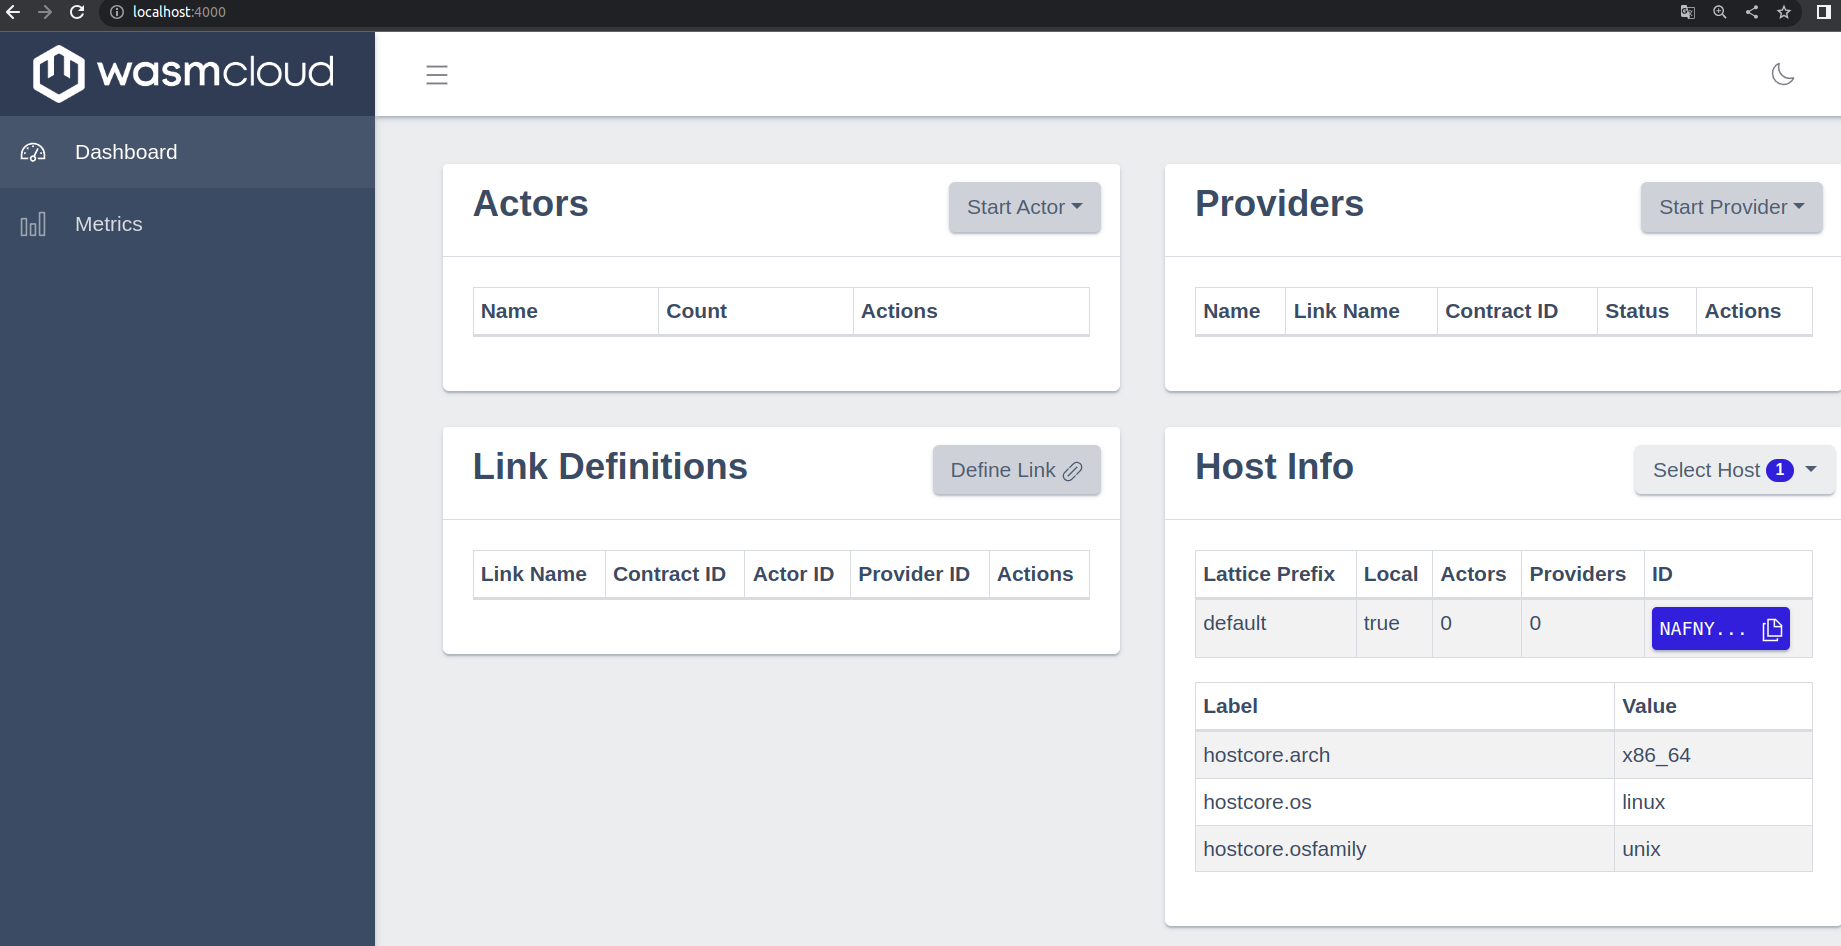 localhost:4000
wasmcloud
Dashboard
Metrics
Actors
Start Actor
Name Count Actions
Providers
Start Provider
Name Link Name Contract ID Status Actions
Link Definitions
Define Link
Link Name Contract ID Actor ID Provider ID Actions
Host Info
Select Host 1
Lattice Prefix Local Actors Providers ID
default true 0 0 NAFNY...
Label Value
hostcore.arch x86_64
hostcore.os linux
hostcore.osfamily unix